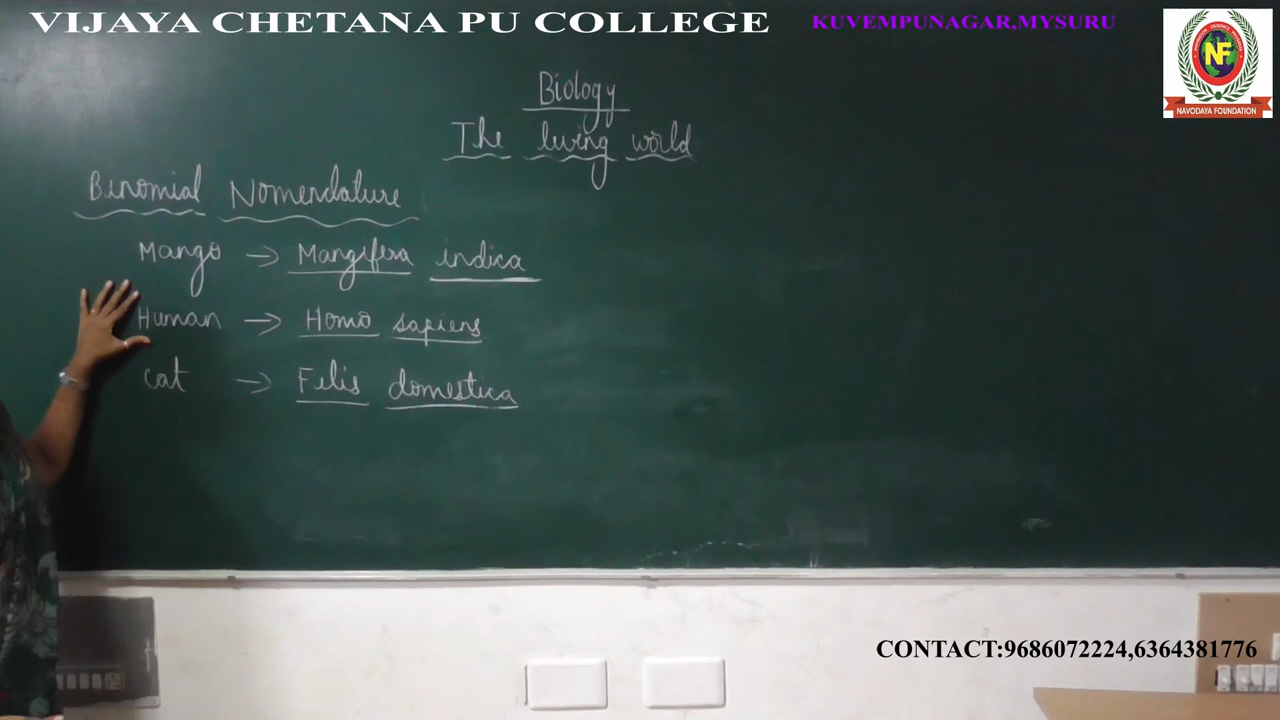 VIJAYA CHETANA PU COLLEGE KUVEMPUNAGAR,MYSURU
NF
NAVODAYA FOUNDATION
Biology
The living world
Binomial Nomenclature
Mango → Mangifera indica
Human → Homo sapiens
cat → Felis domestica
CONTACT:9686072224,6364381776